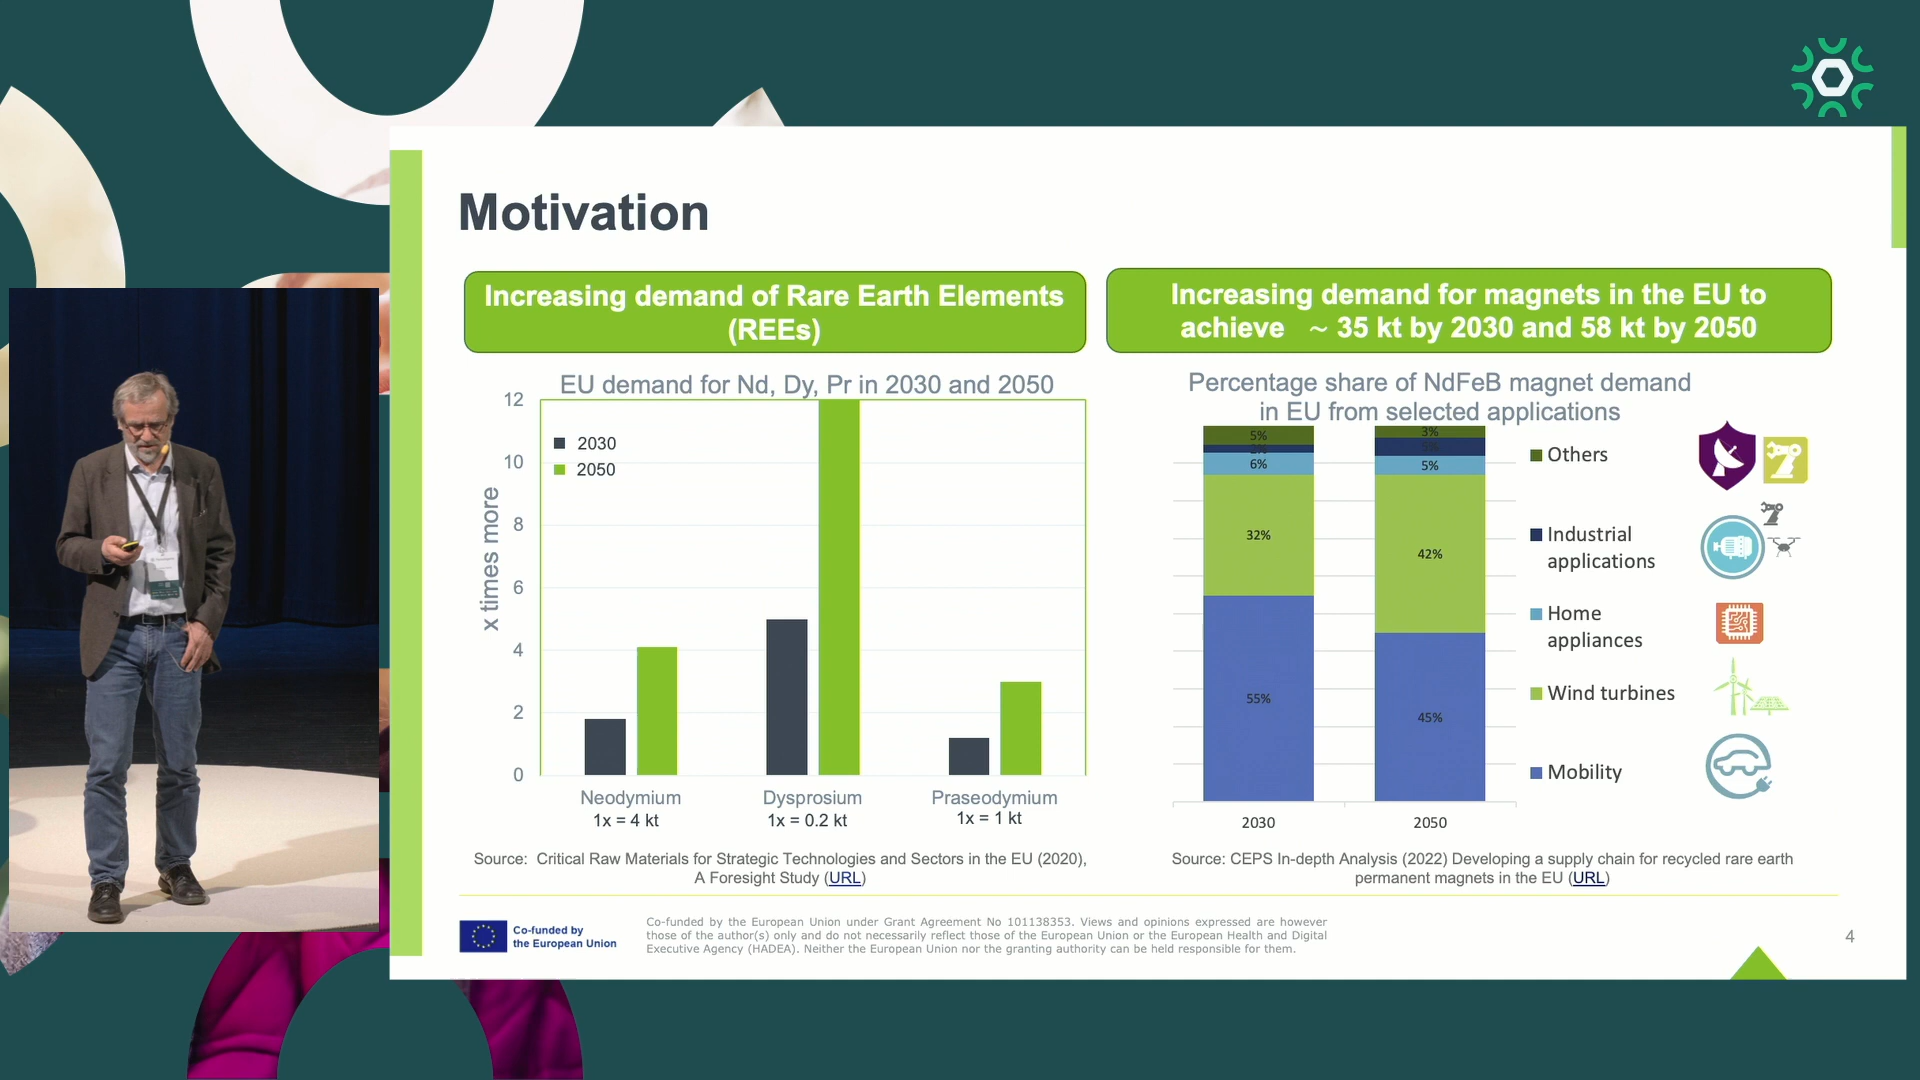 Motivation
Increasing demand of Rare Earth Elements
(REEs)
EU demand for Nd, Dy, Pr in 2030 and 2050
12
10
8
6
4
2
0
x times more
2030
2050
Neodymium
1x = 4 kt
Dysprosium
1x = 0.2 kt
Praseodymium
1x = 1 kt
Source: Critical Raw Materials for Strategic Technologies and Sectors in the EU (2020),
A Foresight Study (URL)
Increasing demand for magnets in the EU to
achieve ~ 35 kt by 2030 and 58 kt by 2050
Percentage share of NdFeB magnet demand
in EU from selected applications
5%
6%
32%
55%
3%
5%
42%
45%
2030
2050
Others
Industrial
applications
Home
appliances
Wind turbines
Mobility
Source: CEPS In-depth Analysis (2022) Developing a supply chain for recycled rare earth
permanent magnets in the EU (URL)
Co-funded by
the European Union
Co-funded by the European Union under Grant Agreement No 101138353. Views and opinions expressed are however
those of the author(s) only and do not necessarily reflect those of the European Union or the European Health and Digital
Executive Agency (HADEA). Neither the European Union nor the granting authority can be held responsible for them.
4